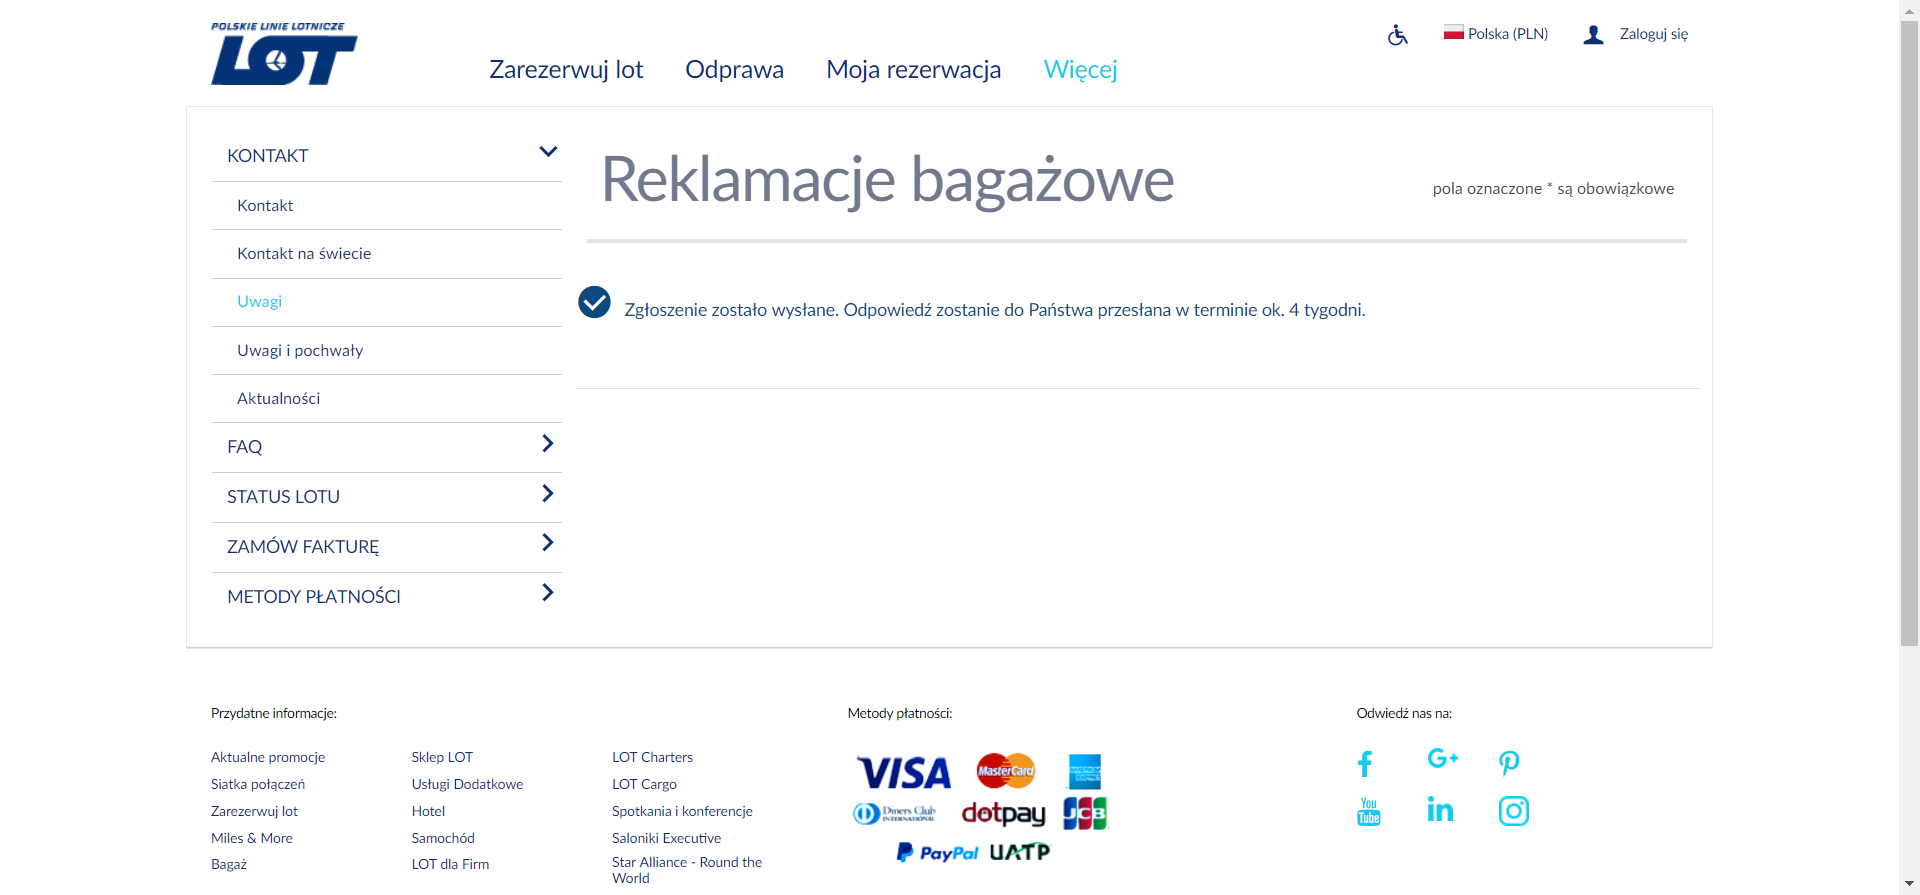 POLSKIE LINIE LOTNICZE
LOT
Zarezerwuj lot
Odprawa
Moja rezerwacja
Więcej
Polska (PLN)
Zaloguj się
KONTAKT
Kontakt
Kontakt na świecie
Uwagi
Uwagi i pochwały
Aktualności
FAQ
STATUS LOTU
ZAMÓW FAKTURĘ
METODY PŁATNOŚCI
Reklamacje bagażowe
pola oznaczone * są obowiązkowe
Zgłoszenie zostało wysłane. Odpowiedź zostanie do Państwa przesłana w terminie ok. 4 tygodni.
Przydatne informacje:
Aktualne promocje
Siatka połączeń
Zarezerwuj lot
Miles & More
Bagaż
Sklep LOT
Usługi Dodatkowe
Hotel
Samochód
LOT dla Firm
LOT Charters
LOT Cargo
Spotkania i konferencje
Saloniki Executive
Star Alliance - Round the
World
Metody płatności:
VISA
MasterCard
AMERICAN EXPRESS
Diners Club
INTERNATIONAL
dotpay
JCB
PayPal
UATP
Odwiedź nas na:
f
G+
You
Tube
in